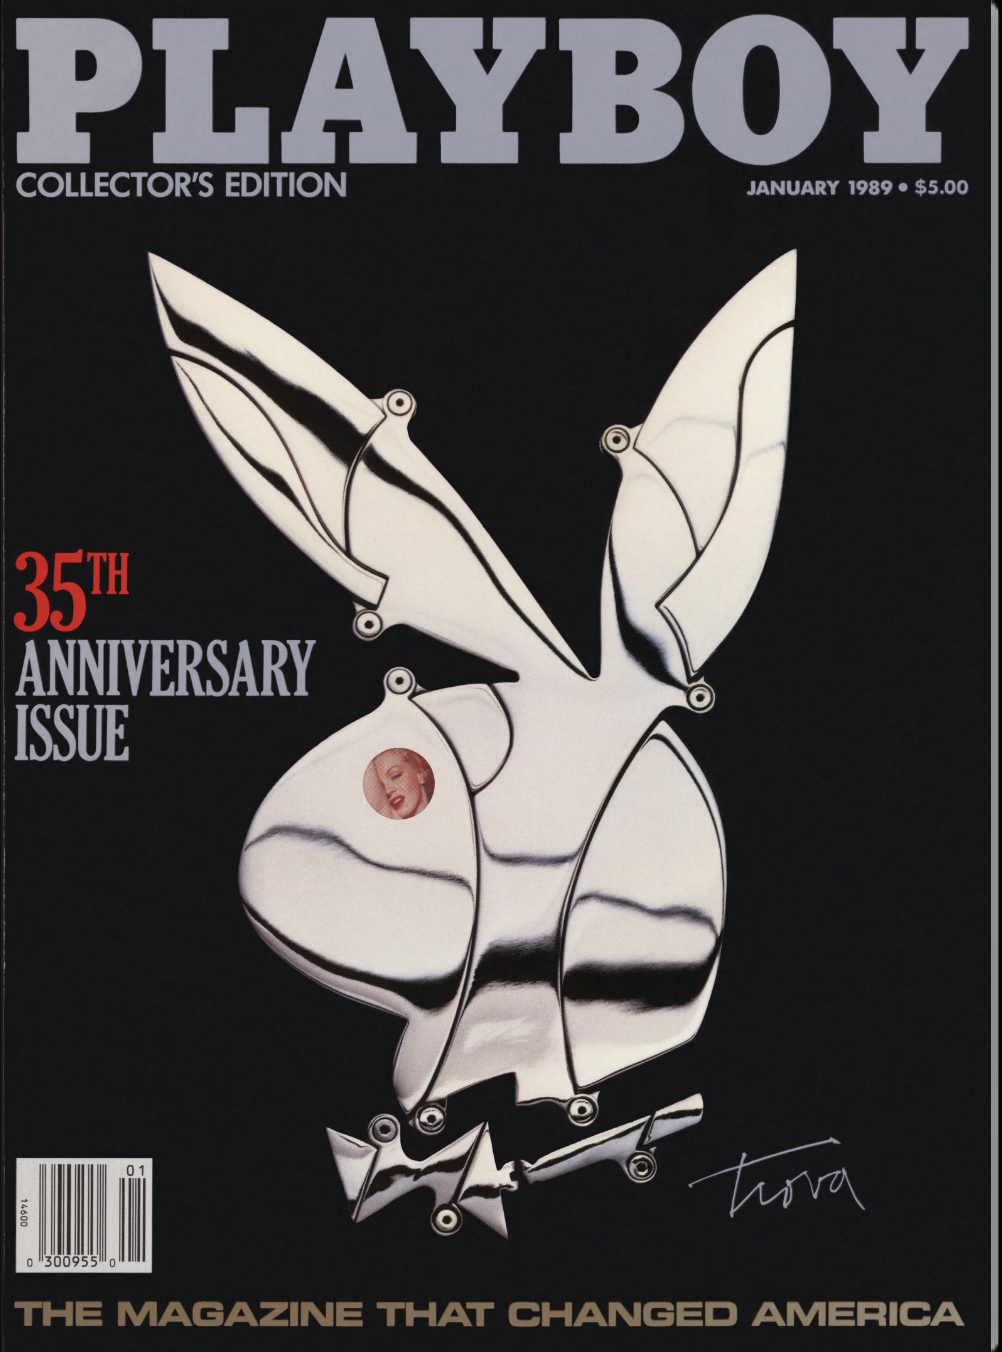 PLAYBOY
COLLECTOR'S EDITION
JANUARY 1989 • $5.00
35TH
ANNIVERSARY
ISSUE
trova
01
14600
0 300955 0
THE MAGAZINE THAT CHANGED AMERICA